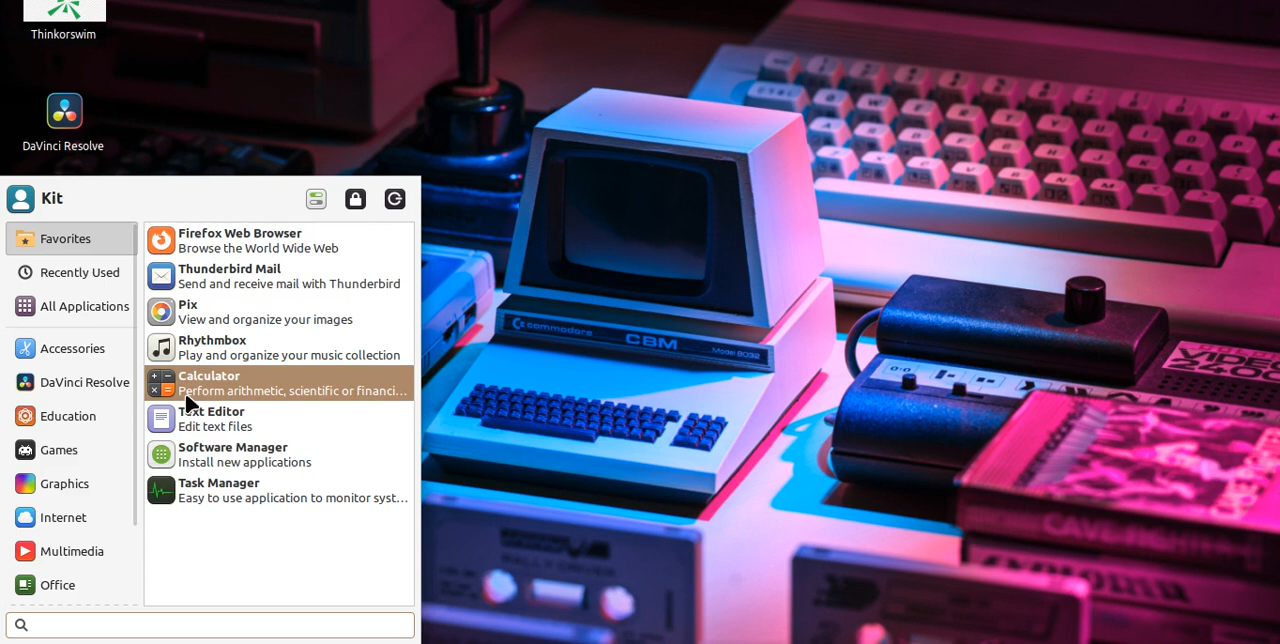 Thinkorswim
DaVinci Resolve
Kit
Favorites
Recently Used
All Applications
Accessories
DaVinci Resolve
Education
Games
Graphics
Internet
Multimedia
Office
Firefox Web Browser
Browse the World Wide Web
Thunderbird Mail
Send and receive mail with Thunderbird
Pix
View and organize your images
Rhythmbox
Play and organize your music collection
Calculator
Perform arithmetic, scientific or financi...
Text Editor
Edit text files
Software Manager
Install new applications
Task Manager
Easy to use application to monitor syst...
commodore
CBM
Model 8032